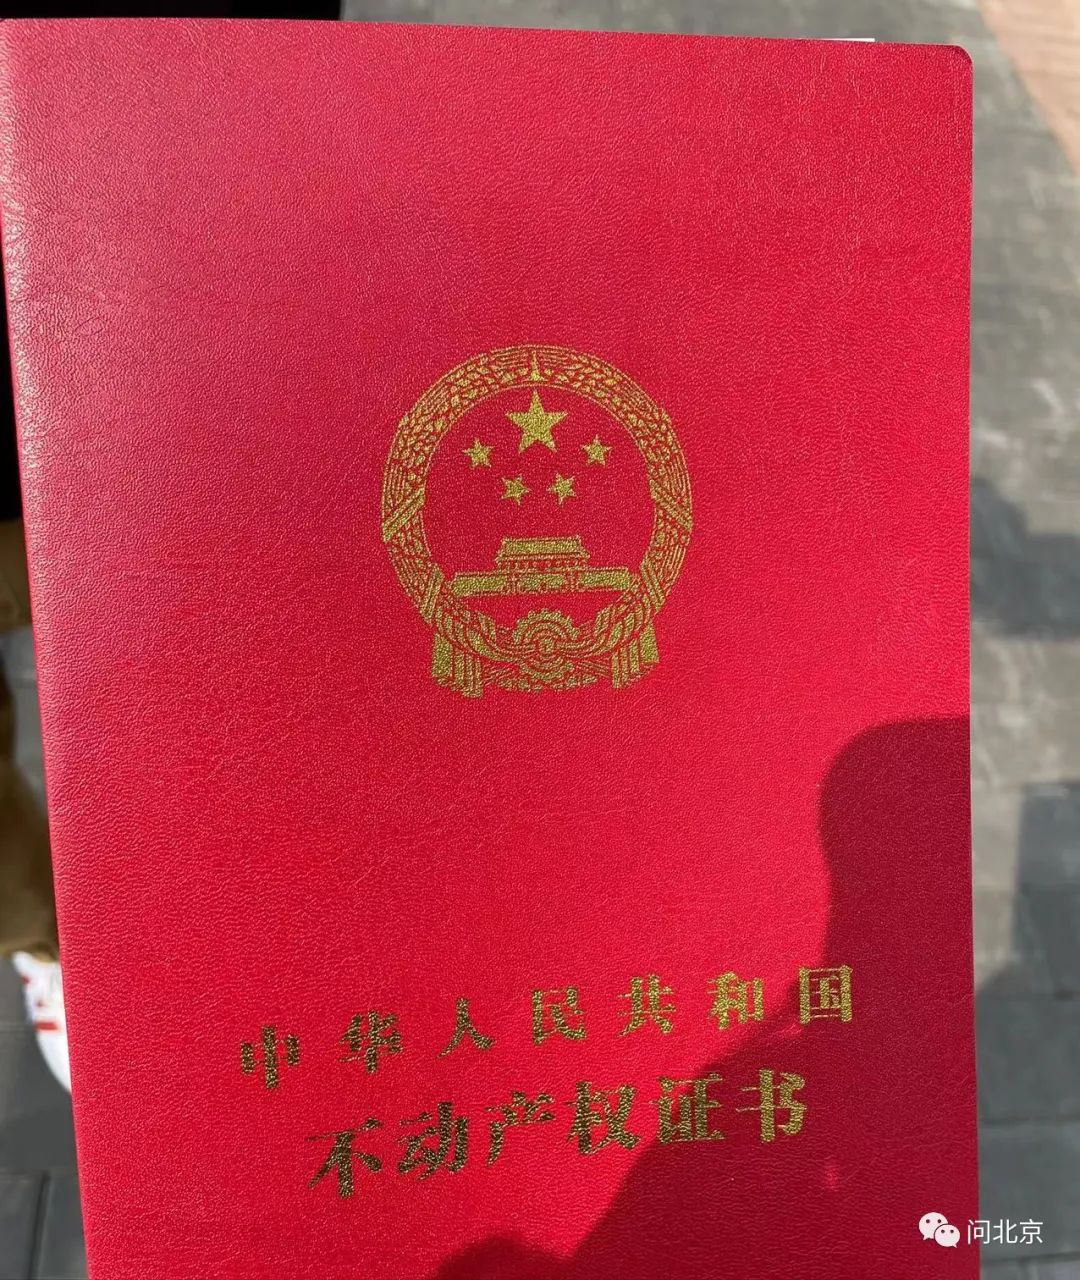 中华人民共和国
不动产权证书
问北京